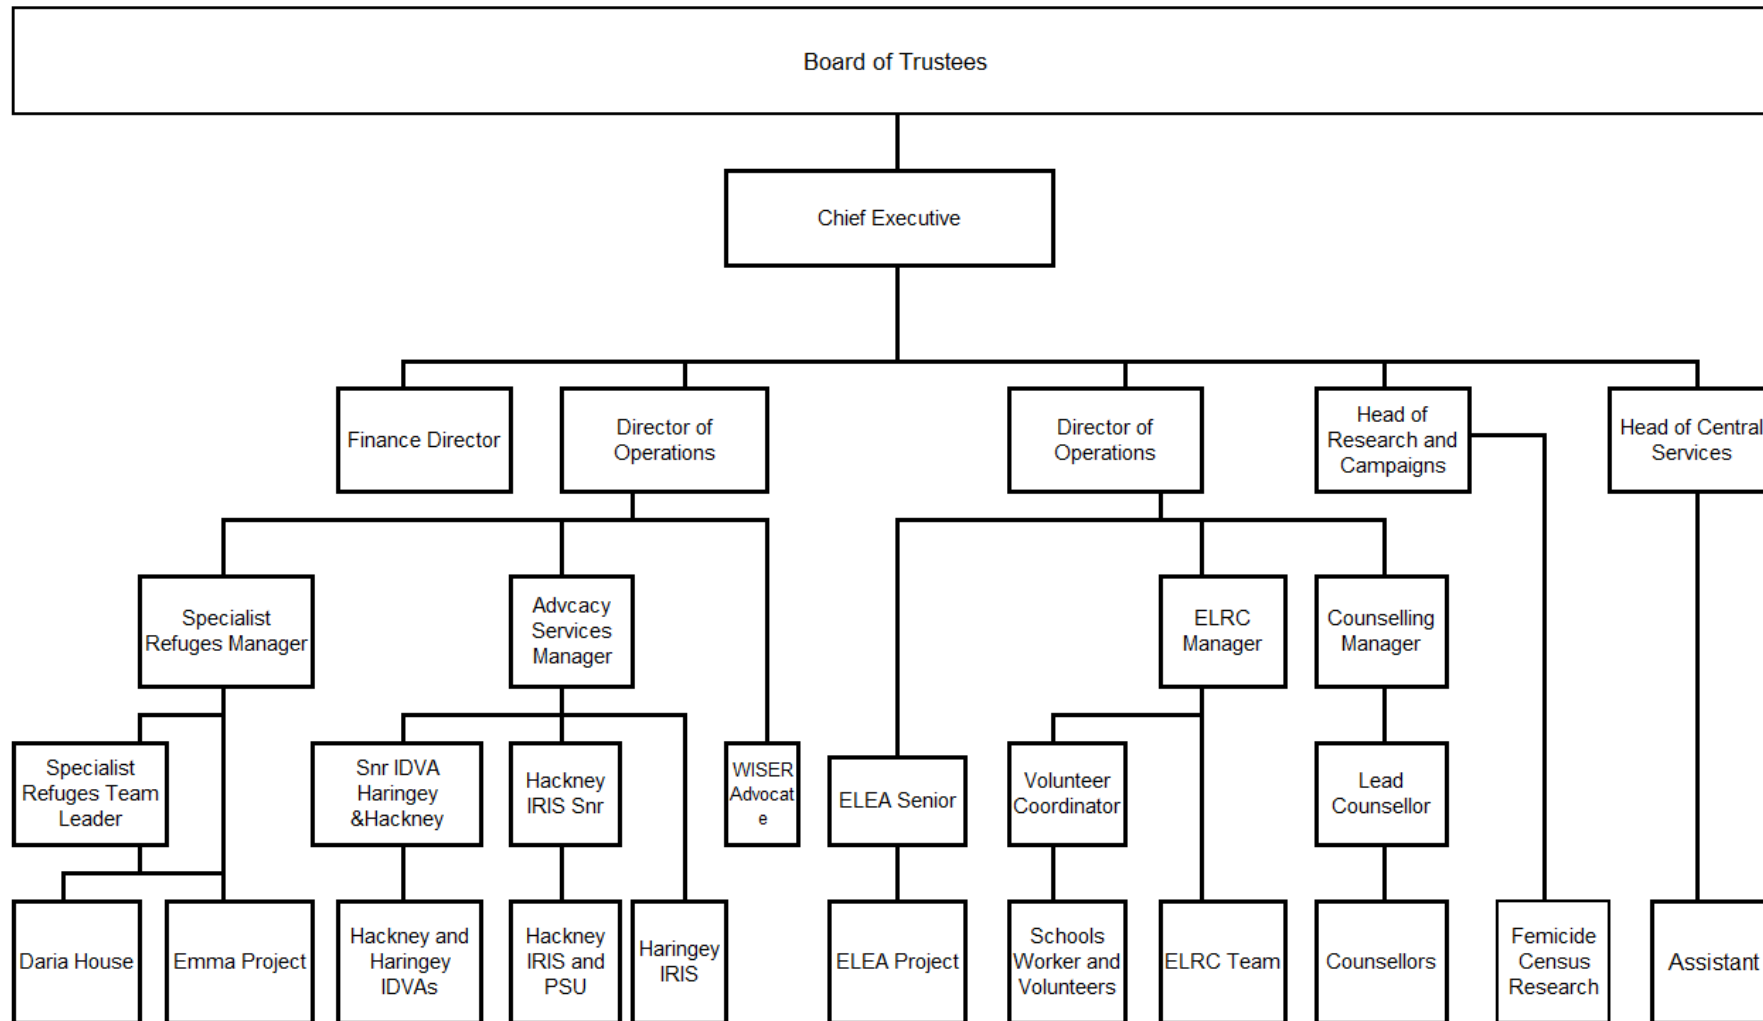 Board of Trustees
Chief Executive
Finance Director
Director of
Operations
Director of
Operations
Head of
Research and
Campaigns
Head of Central
Services
Specialist
Refuges Manager
Advcacy
Services
Manager
ELRC
Manager
Counselling
Manager
Specialist
Refuges Team
Leader
Snr IDVA
Haringey
&Hackney
Hackney
IRIS Snr
WISER
Advocat
e
ELEA Senior
Volunteer
Coordinator
Lead
Counsellor
Daria House
Emma Project
Hackney and
Haringey
IDVAs
Hackney
IRIS and
PSU
Haringey
IRIS
ELEA Project
Schools
Worker and
Volunteers
ELRC Team
Counsellors
Femicide
Census
Research
Assistant